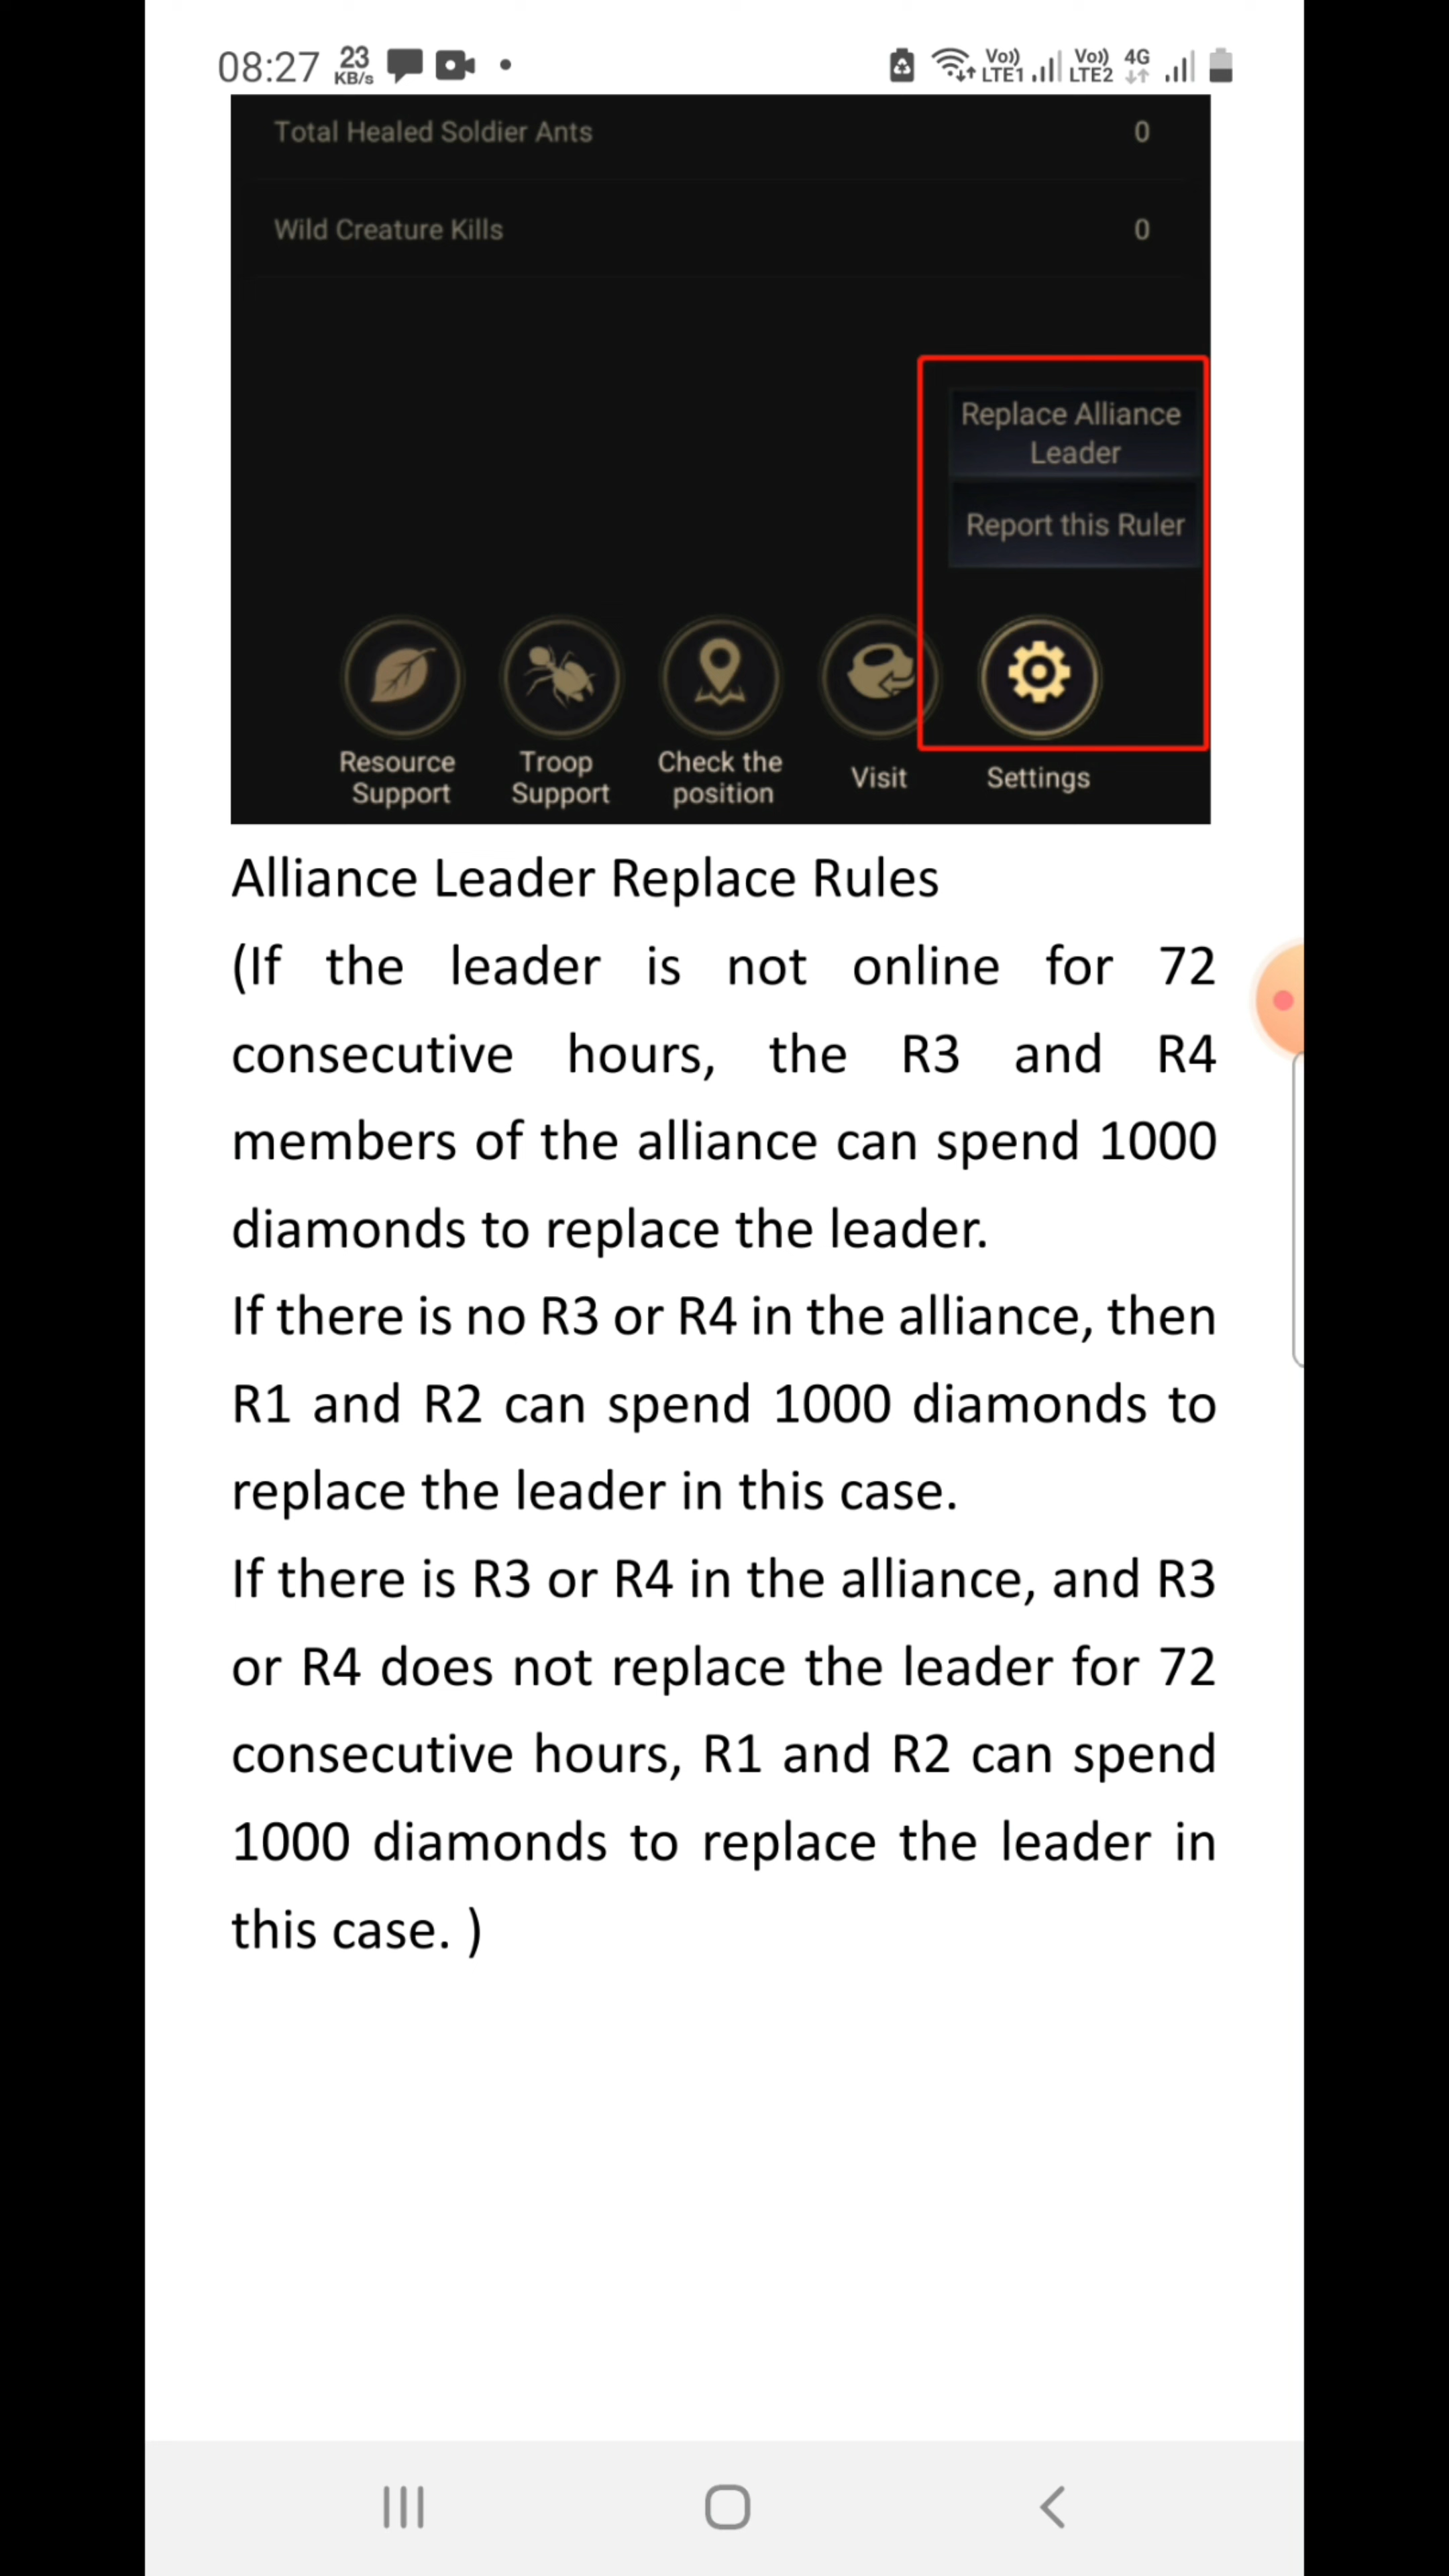 08:27 23 KB/s Vo)) LTE1 Vo)) LTE2 4G
Total Healed Soldier Ants 0
Wild Creature Kills 0
Replace Alliance
Leader
Report this Ruler
Resource
Support
Troop
Support
Check the
position
Visit
Settings
Alliance Leader Replace Rules
(If the leader is not online for 72
consecutive hours, the R3 and R4
members of the alliance can spend 1000
diamonds to replace the leader.
If there is no R3 or R4 in the alliance, then
R1 and R2 can spend 1000 diamonds to
replace the leader in this case.
If there is R3 or R4 in the alliance, and R3
or R4 does not replace the leader for 72
consecutive hours, R1 and R2 can spend
1000 diamonds to replace the leader in
this case. )